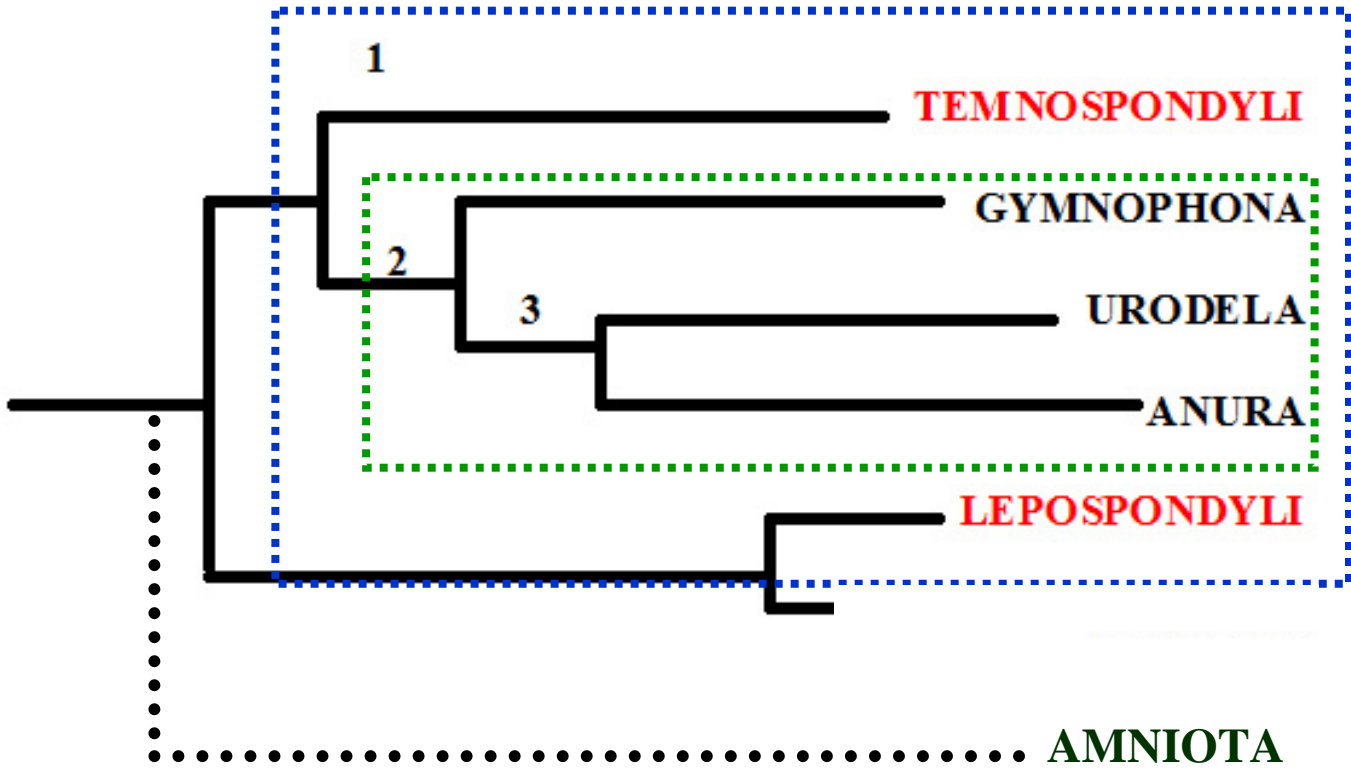 1
TEMNOSPONDYLI
GYMNOPHONA
2
URODELA
3
ANURA
LEPOSPONDYLI
AMNIOTA